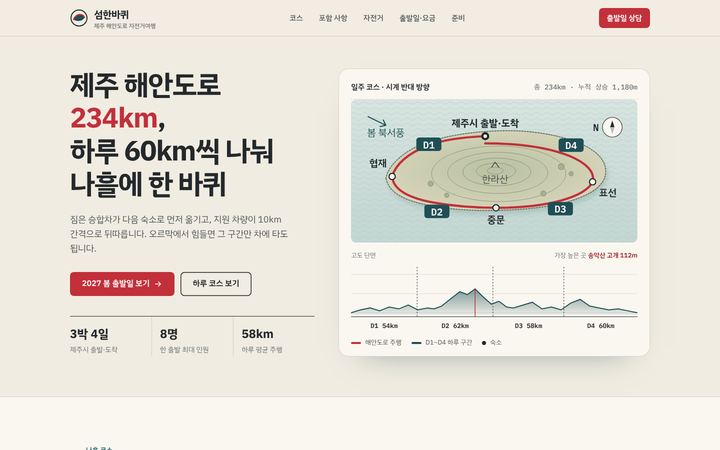 섬한바퀴
제주 해안도로 자전거여행
코스
포함 사항
자전거
출발일·요금
준비
출발일 상담
제주 해안도로
234km,
하루 60km씩 나눠
나흘에 한 바퀴
짐은 승합차가 다음 숙소로 먼저 옮기고, 지원 차량이 10km
간격으로 뒤따릅니다. 오르막에서 힘들면 그 구간만 차에 타도
됩니다.
2027 봄 출발일 보기 →
하루 코스 보기
3박 4일
제주시 출발·도착
8명
한 출발 최대 인원
58km
하루 평균 주행
일주 코스 · 시계 반대 방향
총 234km · 누적 상승 1,180m
봄 북서풍
제주시 출발·도착
N
D1
D4
협재
한라산
표선
D2
D3
중문
고도 단면
가장 높은 곳 송악산 고개 112m
D1 54km
D2 62km
D3 58km
D4 60km
해안도로 주행
D1–D4 하루 구간
숙소